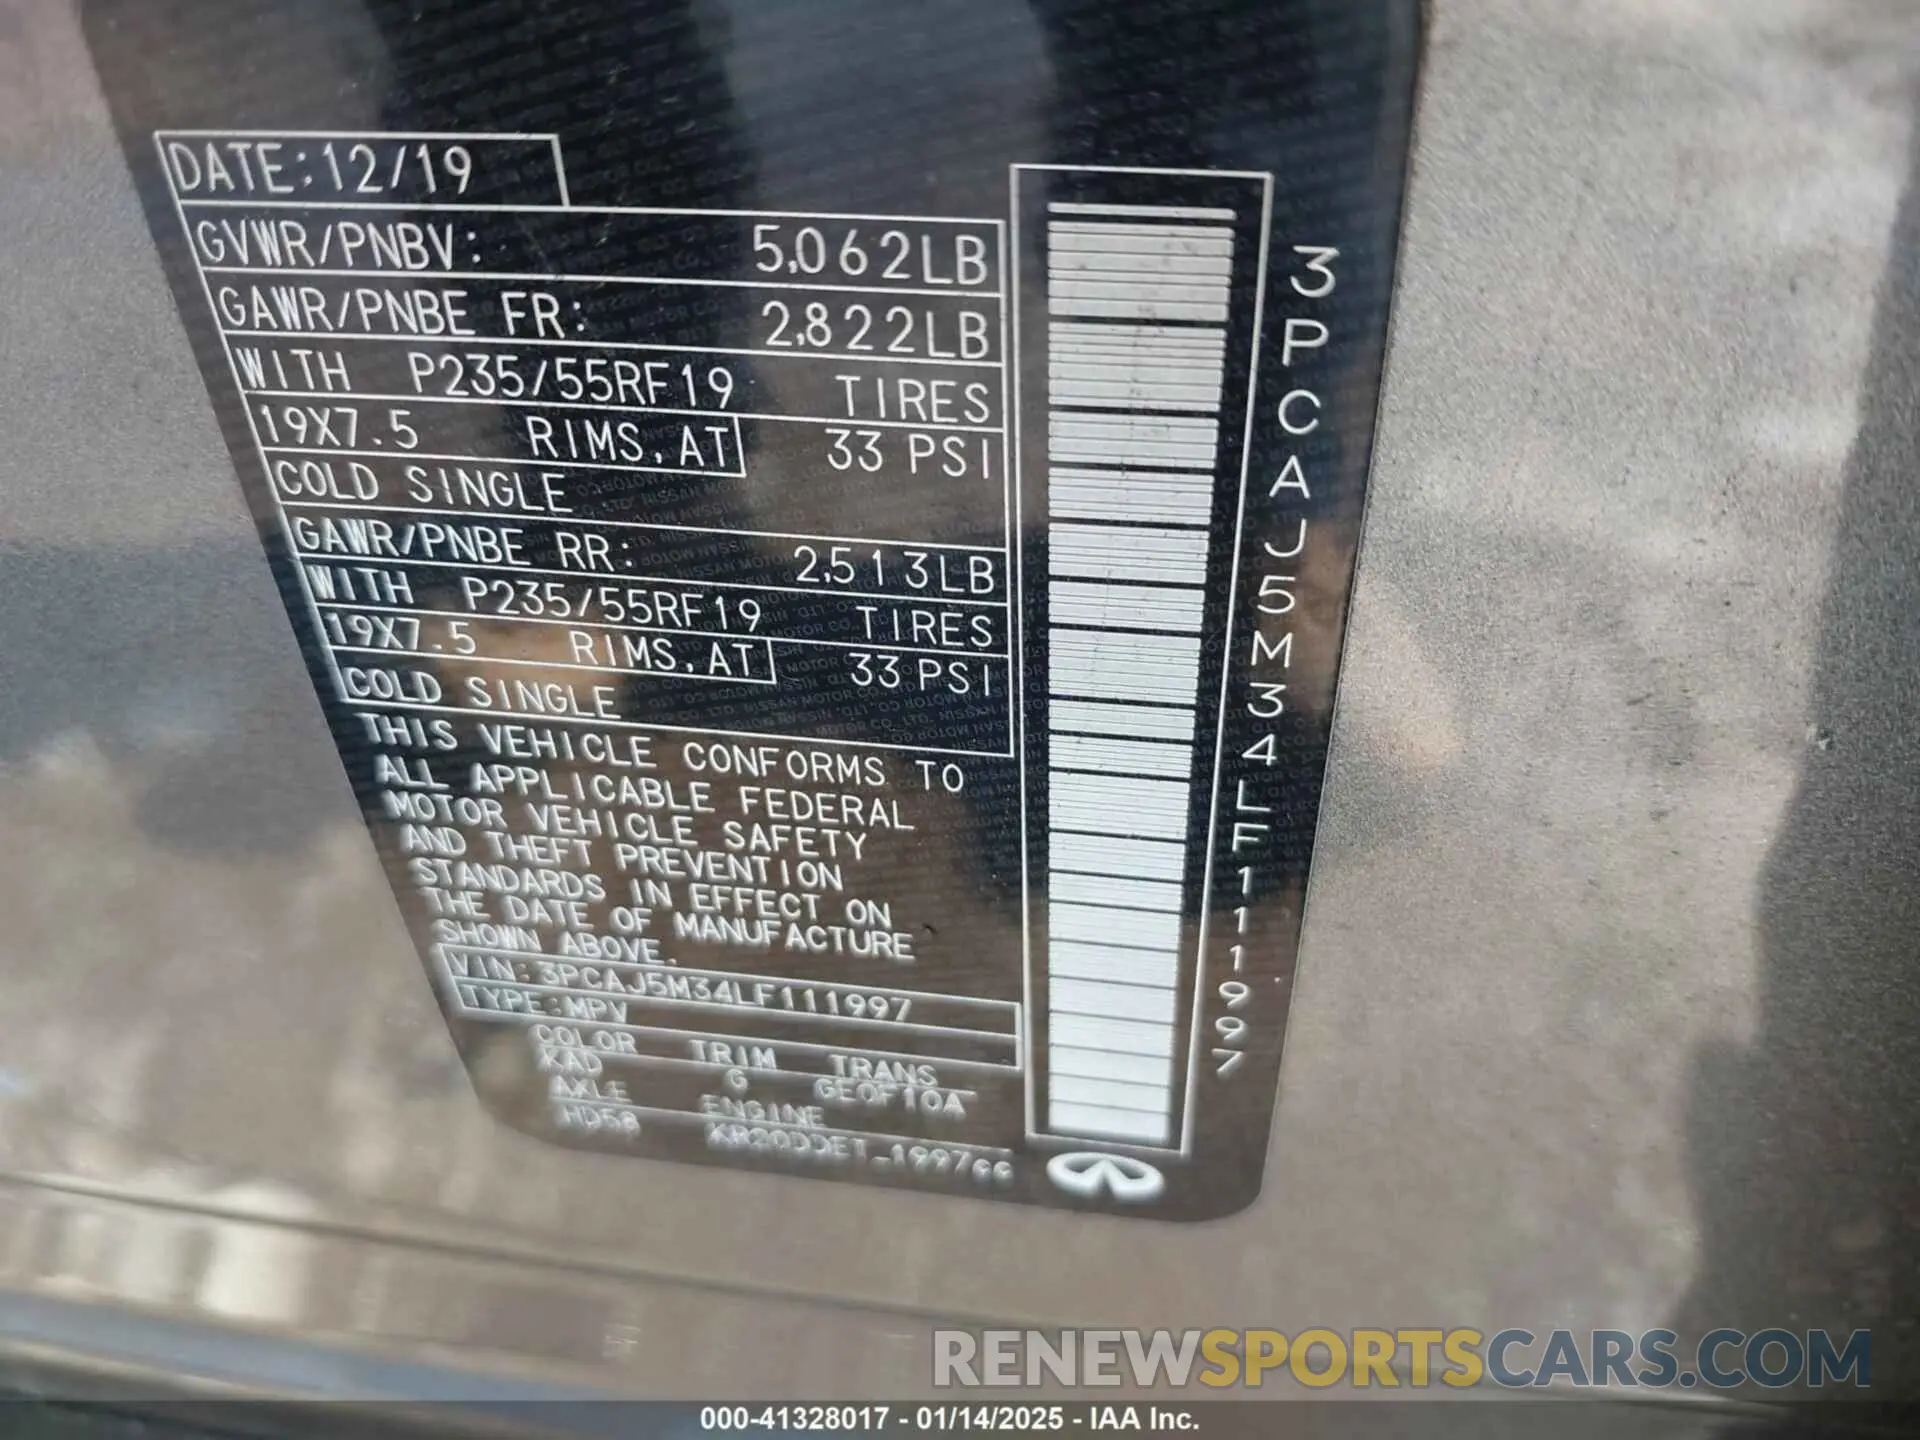 DATE:12/19
GVWR/PNBV: 5,062LB
GAWR/PNBE FR: 2,822LB
WITH P235/55RF19 TIRES
19X7.5 RIMS,AT 33 PSI
COLD SINGLE
GAWR/PNBE RR: 2,513LB
WITH P235/55RF19 TIRES
19X7.5 RIMS,AT 33 PSI
COLD SINGLE
THIS VEHICLE CONFORMS TO
ALL APPLICABLE FEDERAL
MOTOR VEHICLE SAFETY
AND THEFT PREVENTION
STANDARDS IN EFFECT ON
THE DATE OF MANUFACTURE
SHOWN ABOVE.
VIN:3PCAJ5M34LF111997
TYPE:MPV
COLOR TRIM TRANS
KAD G GE0F10A
AXLE ENGINE
HD58 KR20DDET_1997cc
3PCAJ5M34LF111997
RENEWSPORTSCARS.COM
000-41328017 - 01/14/2025 - IAA Inc.